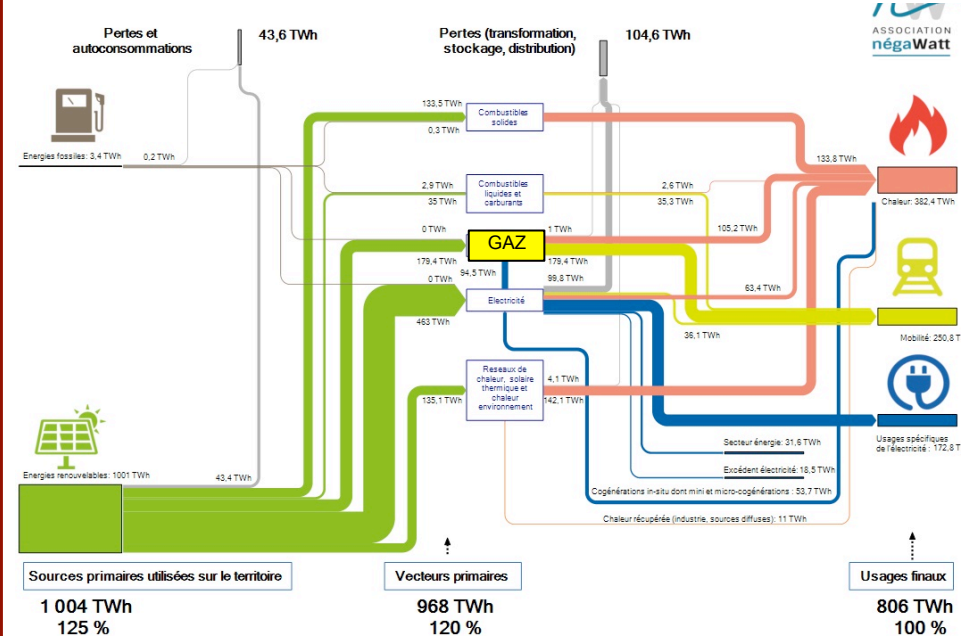 Pertes et
autoconsommations
43,6 TWh
Pertes (transformation,
stockage, distribution)
104,6 TWh
ASSOCIATION
négaWatt
133,5 TWh
0,3 TWh
Combustibles
solides
Energies fossiles: 3,4 TWh
0,2 TWh
133,8 TWh
Chaleur: 382,4 TWh
2,9 TWh
35 TWh
Combustibles
liquides et
carburants
2,6 TWh
35,3 TWh
0 TWh
179,4 TWh
GAZ
1 TWh
179,4 TWh
105,2 TWh
94,5 TWh
99,8 TWh
0 TWh
463 TWh
Electricité
63,4 TWh
36,1 TWh
Mobilité: 250,8 T
Reseaux de
chaleur, solaire
thermique et
chaleur
environnement
135,1 TWh
4,1 TWh
142,1 TWh
Usages spécifiques
de l'électricité : 172,8 T
Secteur énergie: 31,6 TWh
Excédent électricité: 18,5 TWh
Energies renouvelables: 1001 TWh
43,4 TWh
Cogénérations in-situ dont mini et micro-cogénérations : 53,7 TWh
Chaleur récupérée (industrie, sources diffuses): 11 TWh
Sources primaires utilisées sur le territoire
Vecteurs primaires
Usages finaux
1 004 TWh
968 TWh
806 TWh
125 %
120 %
100 %